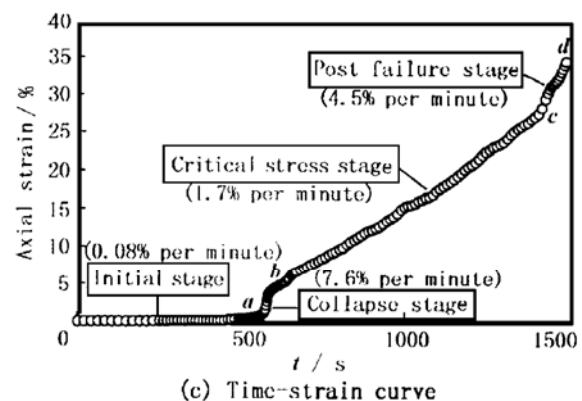 40
35
30
25
20
15
10
5
0
500
1000
1500
Axial strain / %
t / s
d
Post failure stage
(4.5% per minute)
c
Critical stress stage
(1.7% per minute)
(0.08% per minute)
Initial stage
b
(7.6% per minute)
a
Collapse stage
(c) Time-strain curve